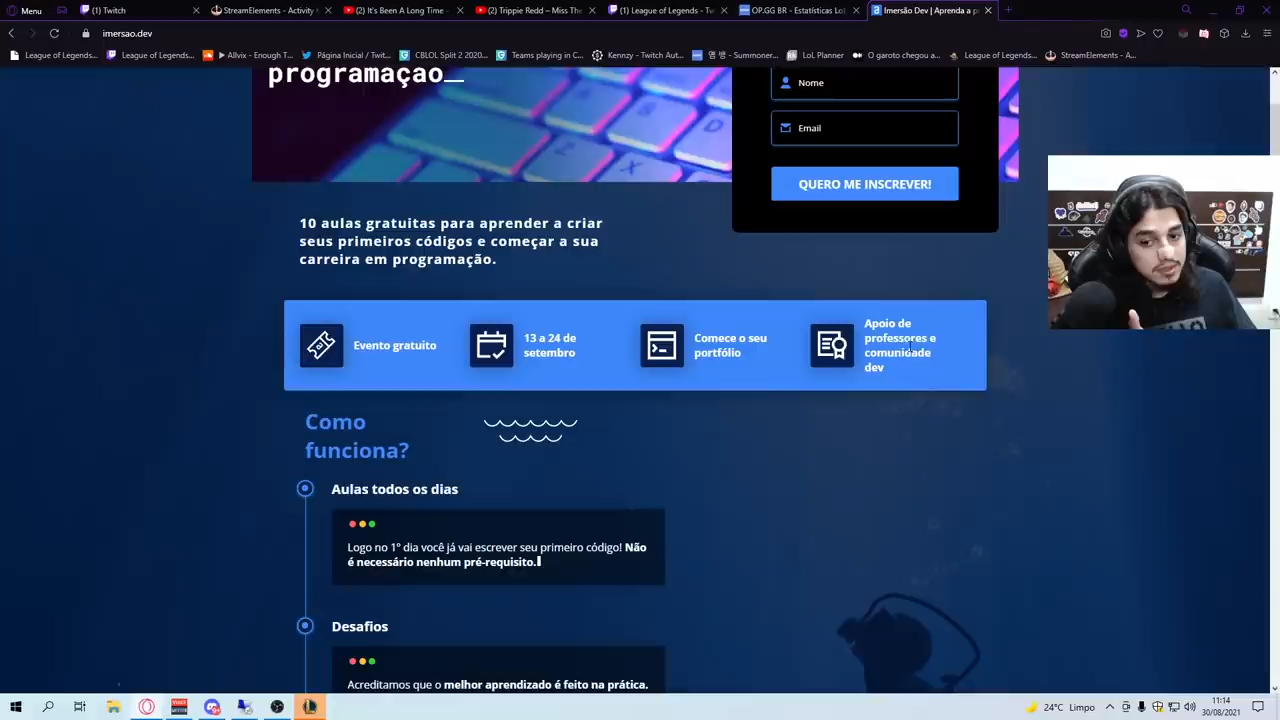 Menu
Twitch
StreamElements - Activity
(2) It's Been A Long Time -
(2) Trippie Redd – Miss The
(1) League of Legends - Tw
OP.GG BR - Estatísticas Lol
Imersão Dev | Aprenda a p
imersao.dev
League of Legends...
League of Legends...
Allvix - Enough T...
Página Inicial / Twit...
CBLOL Split 2 2020...
Teams playing in C...
Kennzy - Twitch Aut...
- Summoner...
LoL Planner
O garoto chegou a...
League of Legends...
StreamElements - A...
programação_
Nome
Email
QUERO ME INSCREVER!
10 aulas gratuitas para aprender a criar
seus primeiros códigos e começar a sua
carreira em programação.
Evento gratuito
13 a 24 de
setembro
Comece o seu
portfólio
Apoio de
professores e
comunidade
dev
Como
funciona?
Aulas todos os dias
Logo no 1º dia você já vai escrever seu primeiro código! Não
é necessário nenhum pré-requisito.
Desafios
Acreditamos que o melhor aprendizado é feito na prática.
24°C Limpo
11:14
30/08/2021